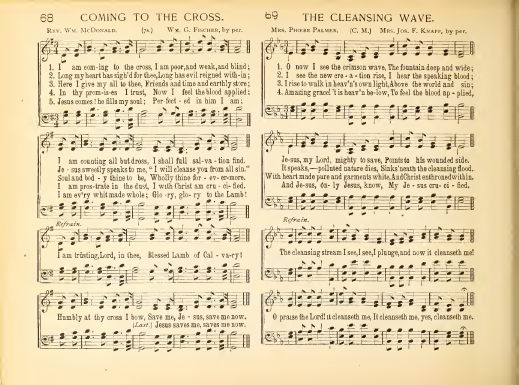 68 COMING TO THE CROSS.
REV. WM. MCDONALD. [7s.] WM. G. FISCHER, by per.
1. I am com-ing to the cross, I am poor, and weak, and blind;
2. Long my heart has sigh'd for thee, Long has evil reigned with-in;
3. Here I give my all to thee, Friends and time and earthly store;
4. In thy prom-is-es I trust, Now I feel the blood applied;
5. Jesus comes! he fills my soul; Per-fect-ed in him I am;
I am counting all but dross, I shall full sal-va-tion find.
Je-sus sweetly speaks to me, "I will cleanse you from all sin."
Soul and bod-y thine to be, Wholly thine for-ev-er-more.
I am pros-trate in the dust, I with Christ am cru-ci-fied.
I am ev'ry whit made whole; Glo-ry, glo-ry to the Lamb!
Refrain.
I am trusting, Lord, in thee, Blessed Lamb of Cal-va-ry!
Humbly at thy cross I bow, Save me, Je-sus, save me now.
(Last.) Jesus saves me, saves me now.
69 THE CLEANSING WAVE.
MRS. PHEBE PALMER. (C. M.) MRS. JOS. F. KNAPP, by per.
1. O now I see the crimson wave, The fountain deep and wide;
2. I see the new cre-a-tion rise, I hear the speaking blood;
3. I rise to walk in heav'n's own light, Above the world and sin;
4. Amazing grace! 't is heav'n be-low, To feel the blood ap-plied,
Je-sus, my Lord, mighty to save, Points to his wounded side.
It speaks,—polluted nature dies, Sinks 'neath the cleansing flood.
With heart made pure and garments white, And Christ enthroned within.
And Je-sus, on-ly Jesus, know, My Je-sus cru-ci-fied.
Refrain.
The cleansing stream I see, I see, I plunge, and now it cleanseth me!
O praise the Lord! it cleanseth me, It cleanseth me, yes, cleanseth me.